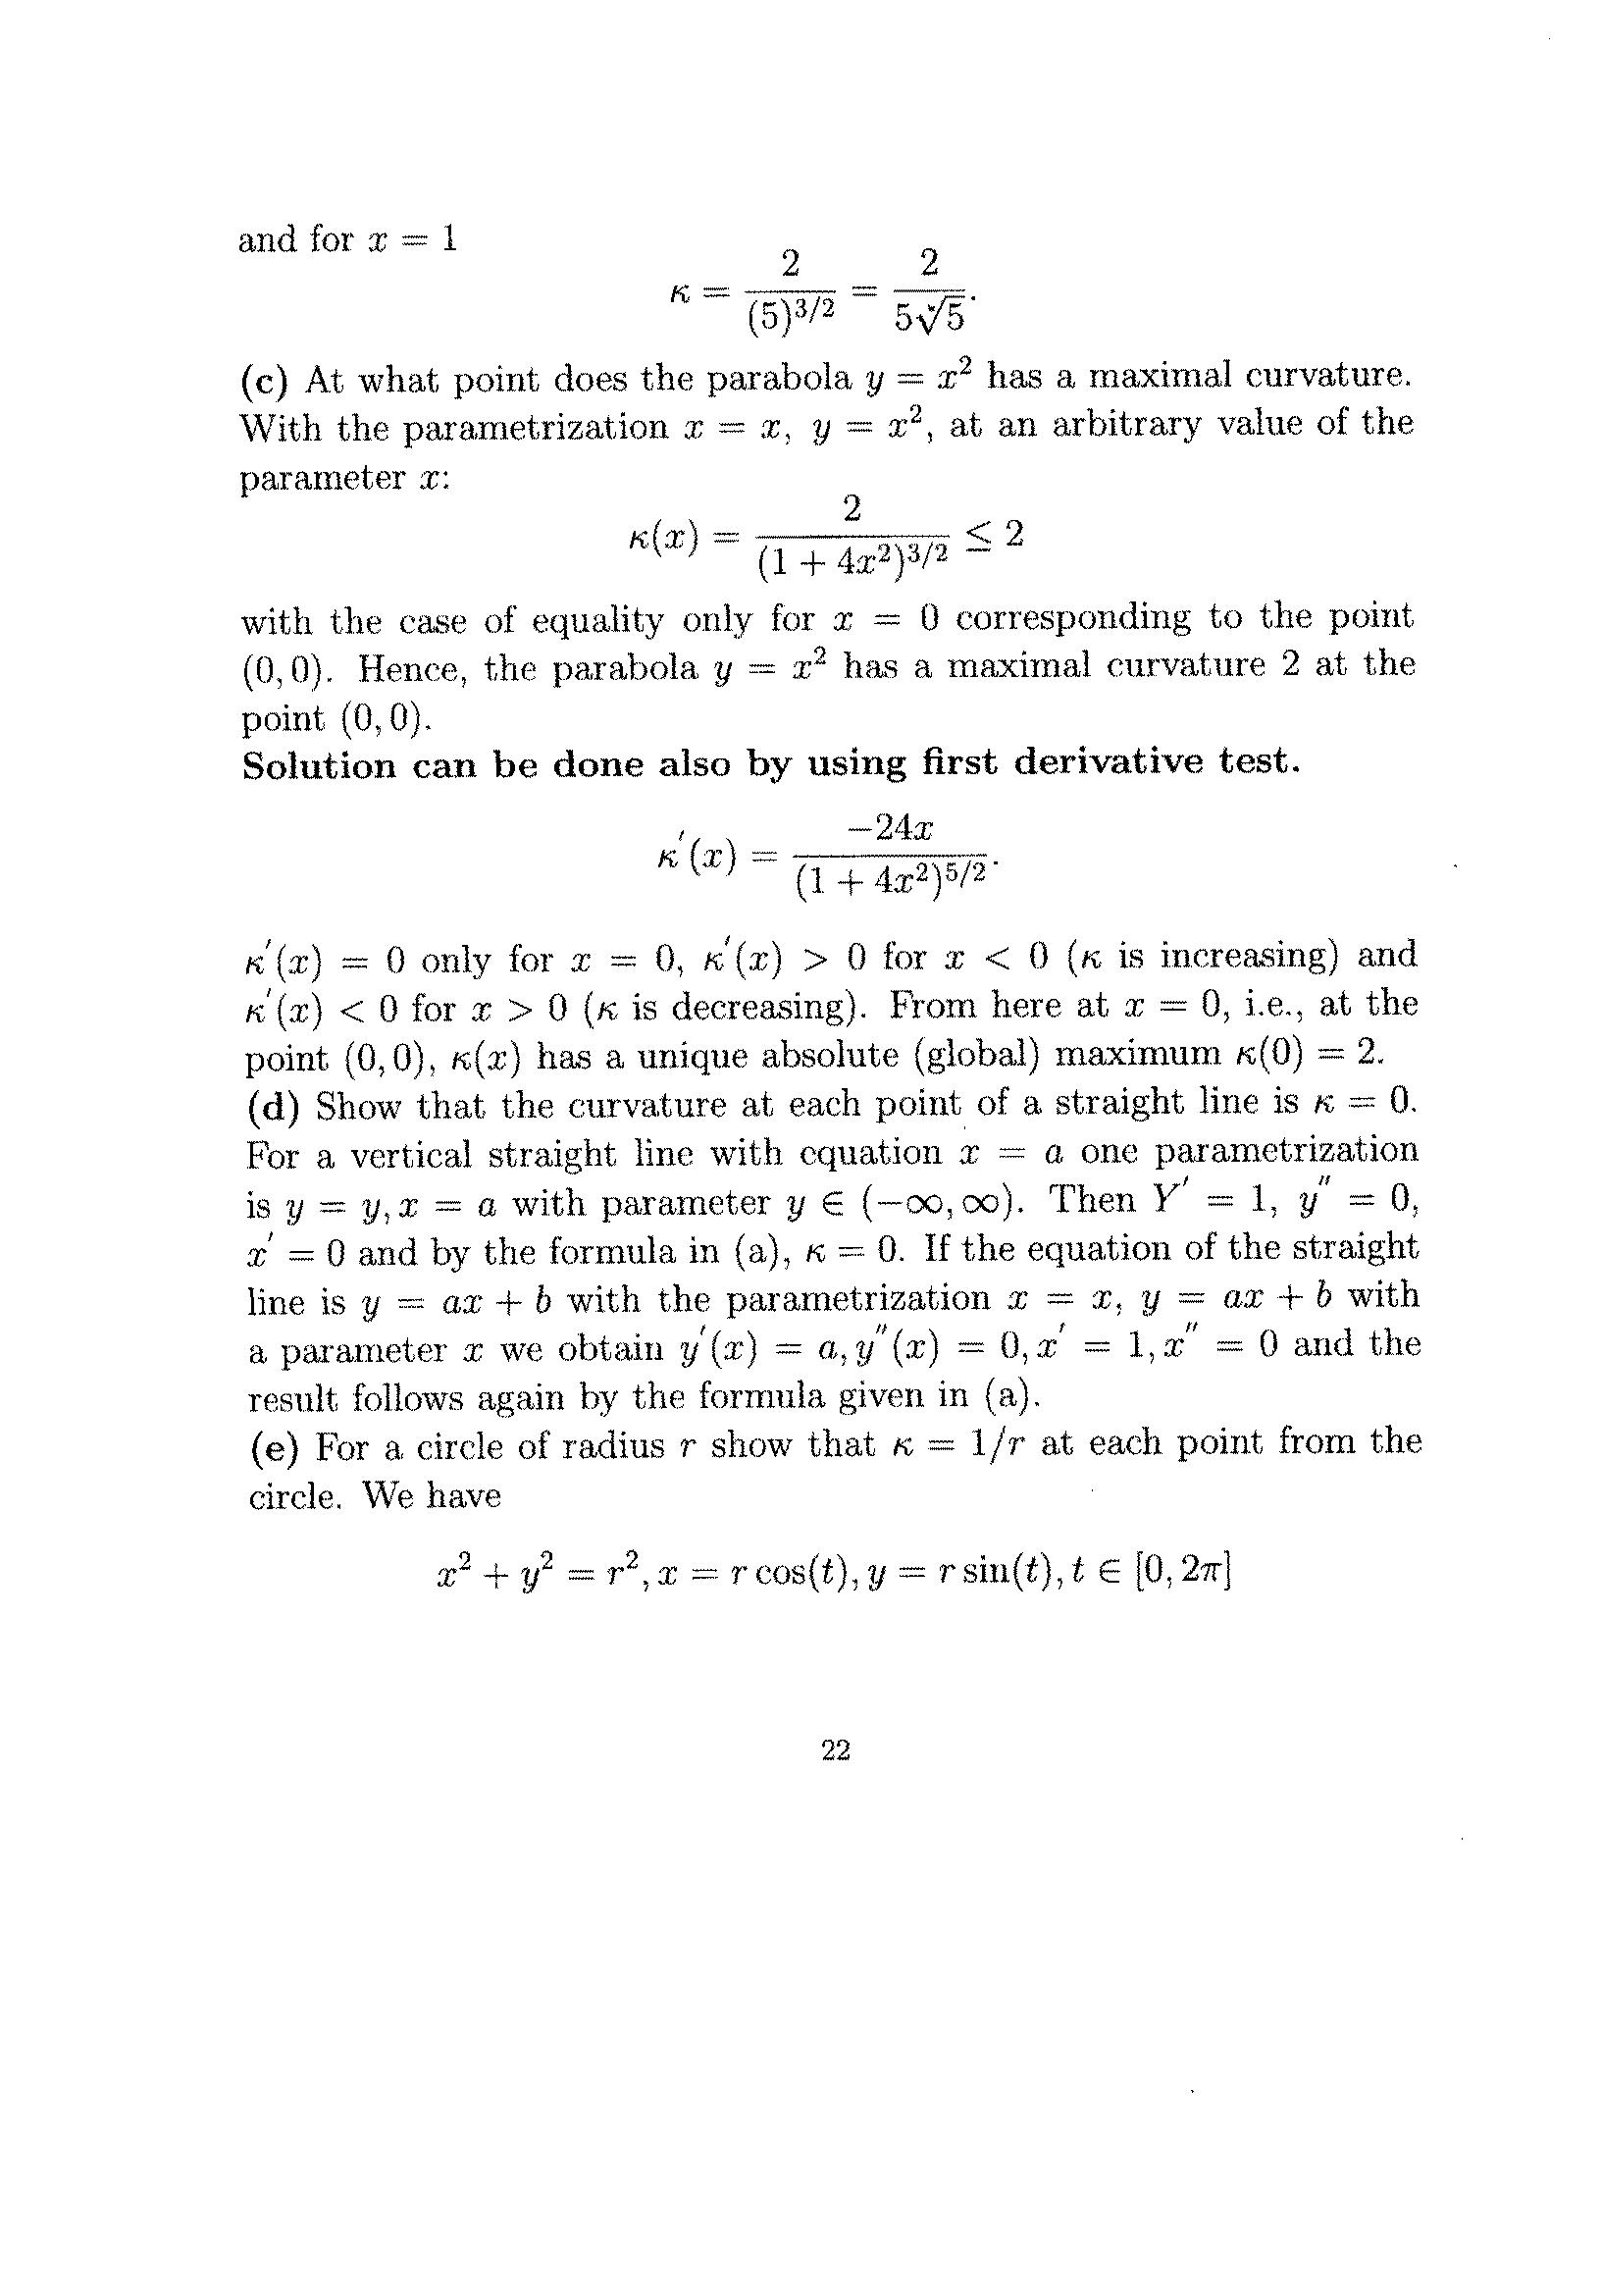 and for x = 1
κ = 2/(5)^{3/2} = 2/5√5.
(c) At what point does the parabola y = x² has a maximal curvature.
With the parametrization x = x, y = x², at an arbitrary value of the
parameter x:
κ(x) = 2/(1 + 4x²)^{3/2} ≤ 2
with the case of equality only for x = 0 corresponding to the point
(0, 0). Hence, the parabola y = x² has a maximal curvature 2 at the
point (0, 0).
Solution can be done also by using first derivative test.
κ′(x) = −24x/(1 + 4x²)^{5/2}.
κ′(x) = 0 only for x = 0, κ′(x) > 0 for x < 0 (κ is increasing) and
κ′(x) < 0 for x > 0 (κ is decreasing). From here at x = 0, i.e., at the
point (0, 0), κ(x) has a unique absolute (global) maximum κ(0) = 2.
(d) Show that the curvature at each point of a straight line is κ = 0.
For a vertical straight line with equation x = a one parametrization
is y = y, x = a with parameter y ∈ (−∞, ∞). Then Y′ = 1, y″ = 0,
x′ = 0 and by the formula in (a), κ = 0. If the equation of the straight
line is y = ax + b with the parametrization x = x, y = ax + b with
a parameter x we obtain y′(x) = a, y″(x) = 0, x′ = 1, x″ = 0 and the
result follows again by the formula given in (a).
(e) For a circle of radius r show that κ = 1/r at each point from the
circle. We have
x² + y² = r², x = r cos(t), y = r sin(t), t ∈ [0, 2π]
22